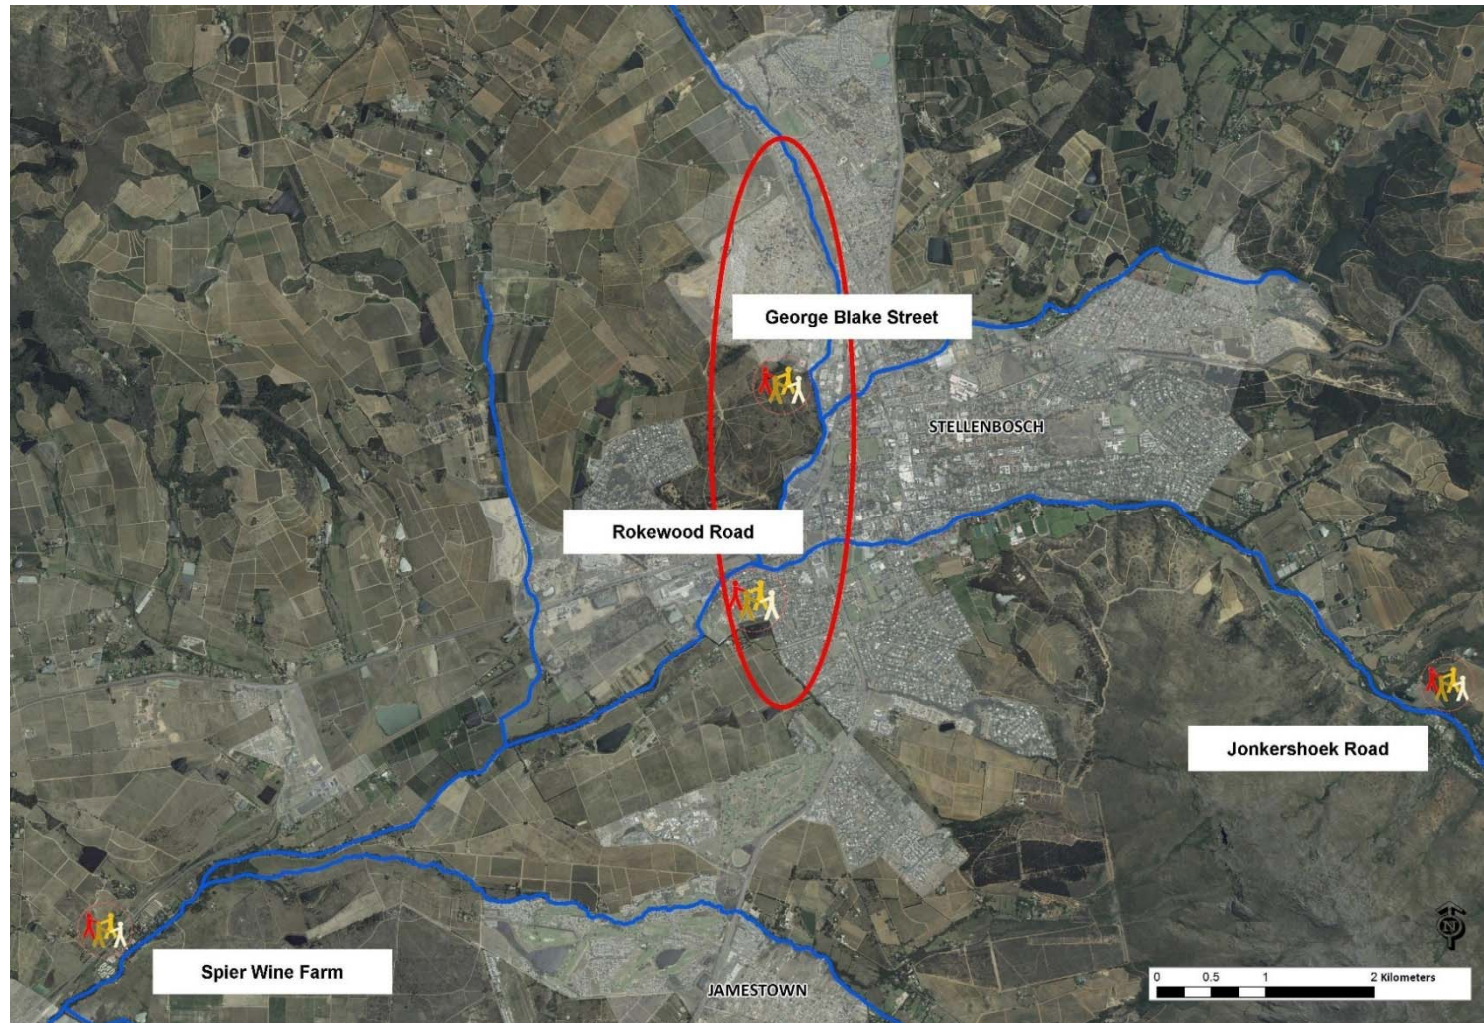 George Blake Street
STELLENBOSCH
Rokewood Road
Jonkershoek Road
N
Spier Wine Farm
JAMESTOWN
0 0.5 1 2 Kilometers